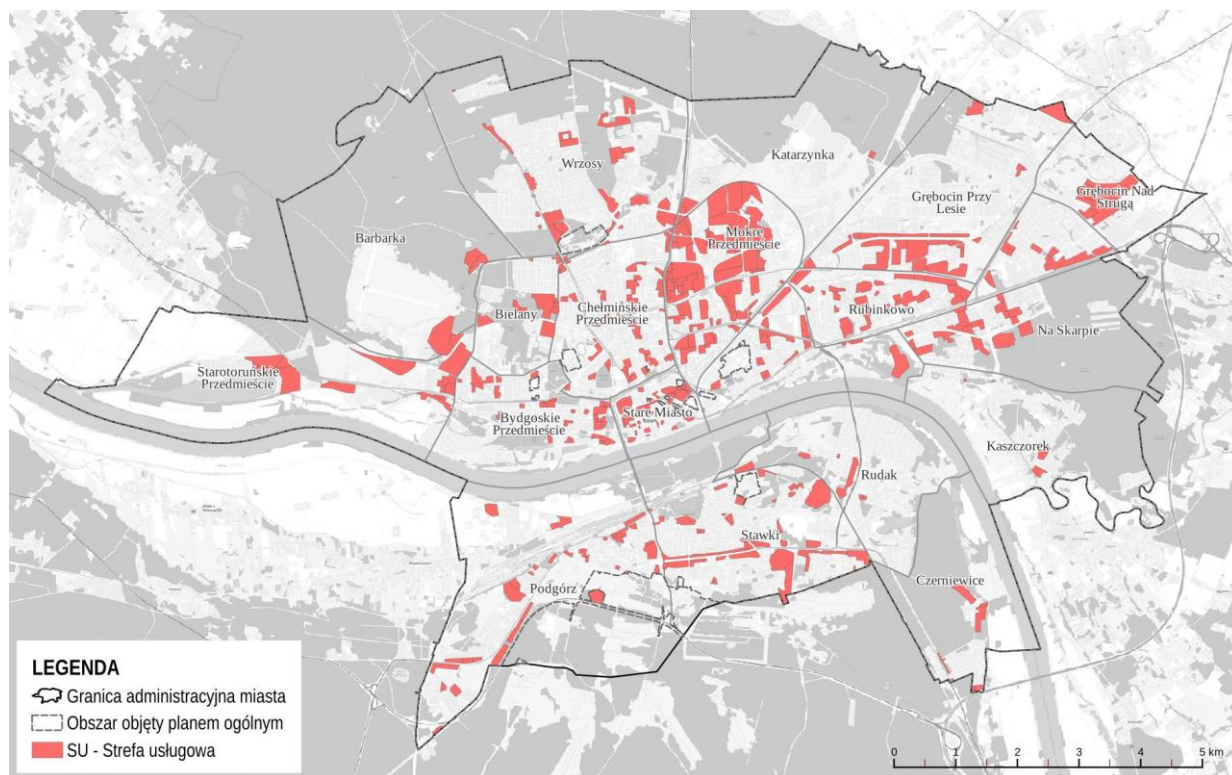 Wrzosy
Katarzynka
Grębocin Przy
Lesie
Grębocin Nad
Strugą
Barbarka
Mokre
Przedmieście
Bielany
Chełmińskie
Przedmieście
Rubinkowo
Na Skarpie
Starotoruńskie
Przedmieście
Bydgoskie
Przedmieście
Stare Miasto
Kaszczorek
Rudak
Stawki
Podgórz
Czerniewice
LEGENDA
Granica administracyjna miasta
Obszar objęty planem ogólnym
SU - Strefa usługowa
0 1 2 3 4 5 km